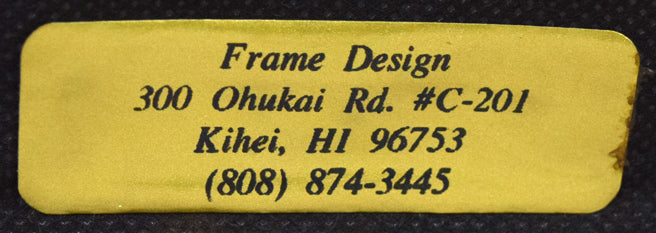 Frame Design
300 Ohukai Rd. #C-201
Kihei, HI 96753
(808) 874-3445